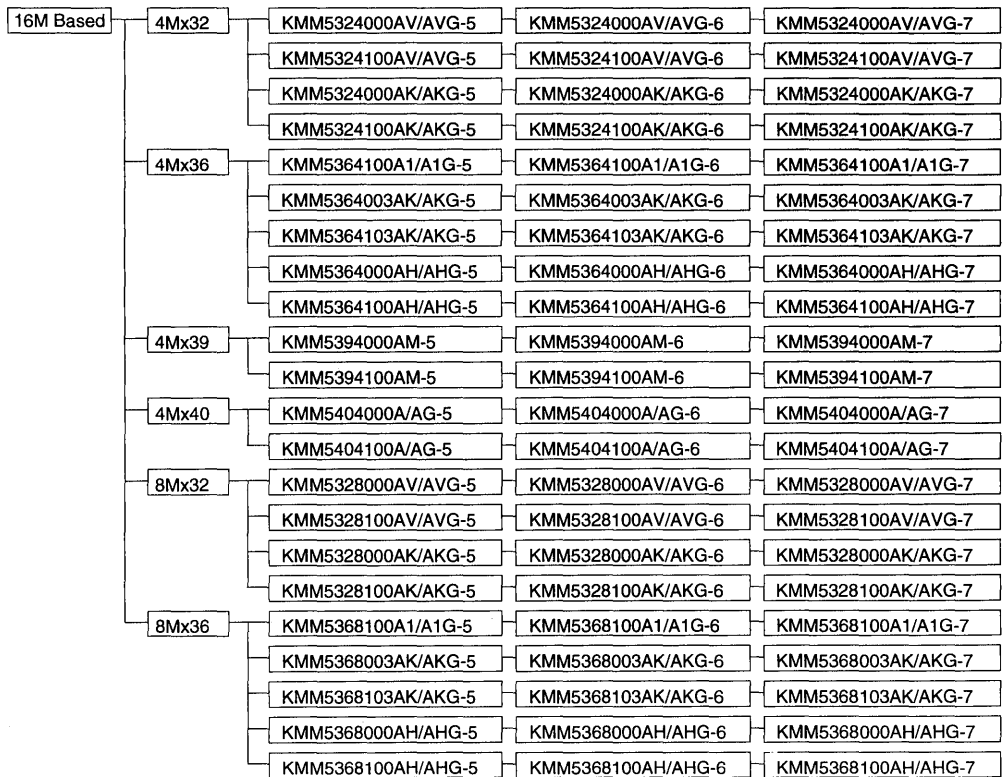 16M Based 4Mx32 KMM5324000AV/AVG-5 KMM5324000AV/AVG-6 KMM5324000AV/AVG-7
KMM5324100AV/AVG-5 KMM5324100AV/AVG-6 KMM5324100AV/AVG-7
KMM5324000AK/AKG-5 KMM5324000AK/AKG-6 KMM5324000AK/AKG-7
KMM5324100AK/AKG-5 KMM5324100AK/AKG-6 KMM5324100AK/AKG-7
4Mx36 KMM5364100A1/A1G-5 KMM5364100A1/A1G-6 KMM5364100A1/A1G-7
KMM5364003AK/AKG-5 KMM5364003AK/AKG-6 KMM5364003AK/AKG-7
KMM5364103AK/AKG-5 KMM5364103AK/AKG-6 KMM5364103AK/AKG-7
KMM5364000AH/AHG-5 KMM5364000AH/AHG-6 KMM5364000AH/AHG-7
KMM5364100AH/AHG-5 KMM5364100AH/AHG-6 KMM5364100AH/AHG-7
4Mx39 KMM5394000AM-5 KMM5394000AM-6 KMM5394000AM-7
KMM5394100AM-5 KMM5394100AM-6 KMM5394100AM-7
4Mx40 KMM5404000A/AG-5 KMM5404000A/AG-6 KMM5404000A/AG-7
KMM5404100A/AG-5 KMM5404100A/AG-6 KMM5404100A/AG-7
8Mx32 KMM5328000AV/AVG-5 KMM5328000AV/AVG-6 KMM5328000AV/AVG-7
KMM5328100AV/AVG-5 KMM5328100AV/AVG-6 KMM5328100AV/AVG-7
KMM5328000AK/AKG-5 KMM5328000AK/AKG-6 KMM5328000AK/AKG-7
KMM5328100AK/AKG-5 KMM5328100AK/AKG-6 KMM5328100AK/AKG-7
8Mx36 KMM5368100A1/A1G-5 KMM5368100A1/A1G-6 KMM5368100A1/A1G-7
KMM5368003AK/AKG-5 KMM5368003AK/AKG-6 KMM5368003AK/AKG-7
KMM5368103AK/AKG-5 KMM5368103AK/AKG-6 KMM5368103AK/AKG-7
KMM5368000AH/AHG-5 KMM5368000AH/AHG-6 KMM5368000AH/AHG-7
KMM5368100AH/AHG-5 KMM5368100AH/AHG-6 KMM5368100AH/AHG-7